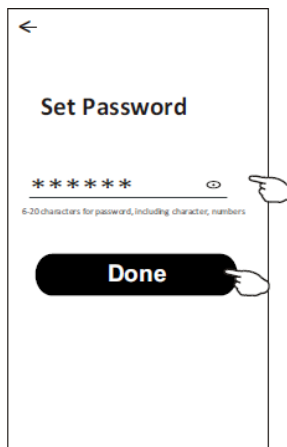 Set Password
******
6-20 characters for password, including character, numbers
Done